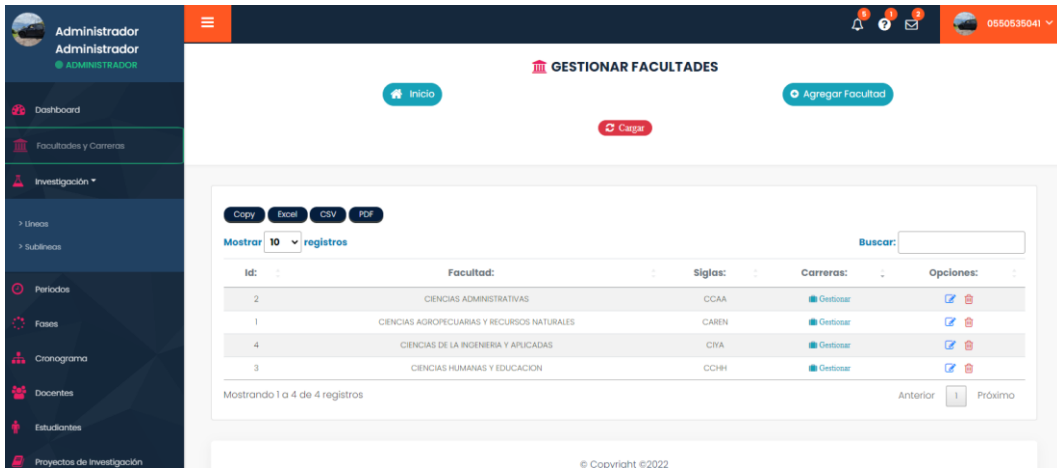 Administrador
Administrador
ADMINISTRADOR
5 ? 1 2
0550535041
Dashboard
Facultades y Carreras
Investigación
> Lineas
> Sublineas
Periodos
Fases
Cronograma
Docentes
Estudiantes
Proyectos de Investigación
GESTIONAR FACULTADES
Inicio
Agregar Facultad
Cargar
Copy Excel CSV PDF
Mostrar 10 registros Buscar:
Id: Facultad: Siglas: Carreras: Opciones:
2 CIENCIAS ADMINISTRATIVAS CCAA Gestionar
1 CIENCIAS AGROPECUARIAS Y RECURSOS NATURALES CAREN Gestionar
4 CIENCIAS DE LA INGENIERIA Y APLICADAS CIYA Gestionar
3 CIENCIAS HUMANAS Y EDUCACION CCHH Gestionar
Mostrando 1 a 4 de 4 registros Anterior 1 Próximo
© Copyright ©2022